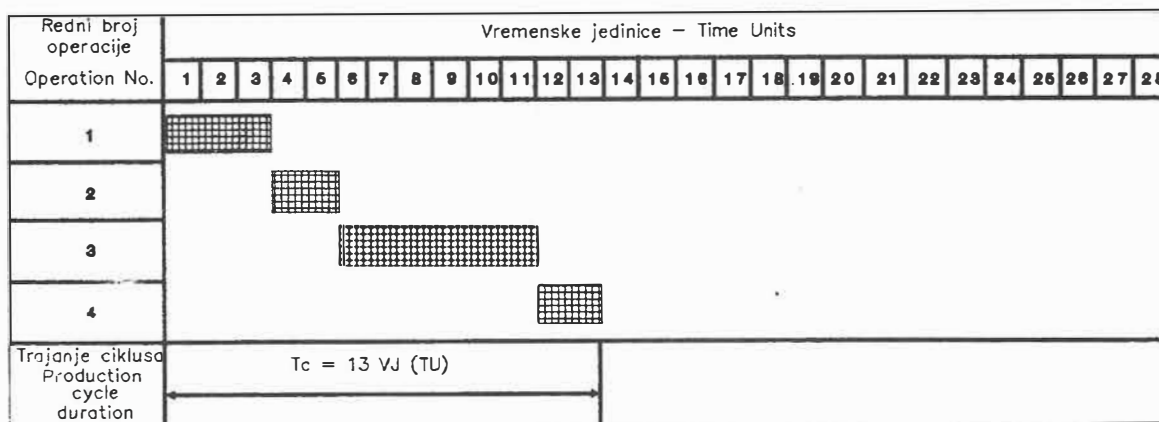 Redni broj
operacije
Operation No.
Vremenske jedinice – Time Units
1 2 3 4 5 6 7 8 9 10 11 12 13 14 15 16 17 18 .19 20 21 22 23 24 25 26 27 28
1
2
3
4
Trajanje ciklusa
Production
cycle
duration
Tc = 13 VJ (TU)